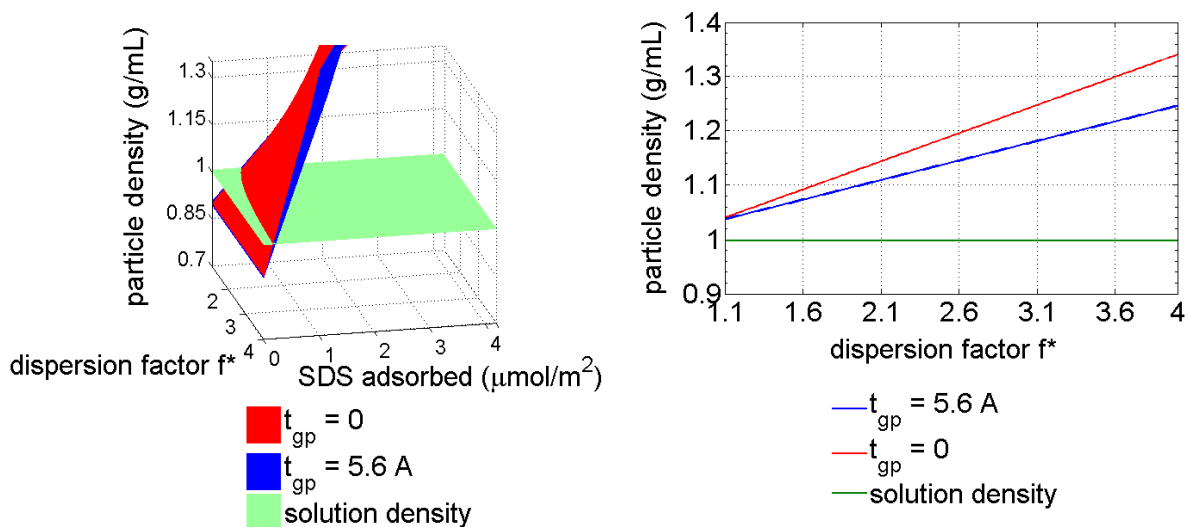 particle density (g/mL)
1.3
1.15
1
0.85
0.7
2
3
4
0
1
2
3
4
dispersion factor f*
SDS adsorbed (μmol/m²)
t_gp = 0
t_gp = 5.6 A
solution density
particle density (g/mL)
1.4
1.3
1.2
1.1
1
0.9
1.1
1.6
2.1
2.6
3.1
3.6
4
dispersion factor f*
t_gp = 5.6 A
t_gp = 0
solution density